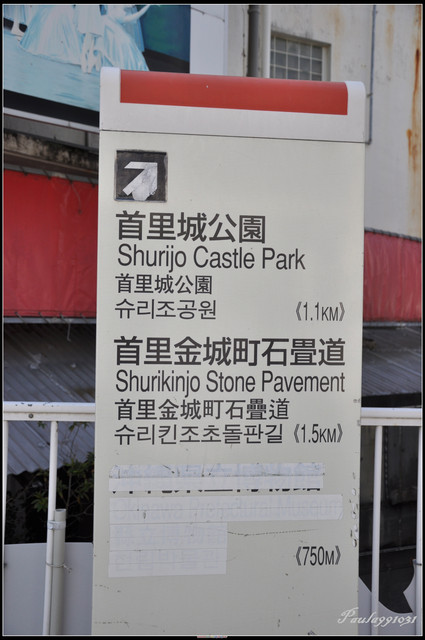 首里城公園
Shurijo Castle Park
首里城公園
슈리조공원 《1.1KM》
首里金城町石畳道
Shurikinjo Stone Pavement
首里金城町石疊道
슈리킨조초돌판길 《1.5KM》
《750M》
Paula991031